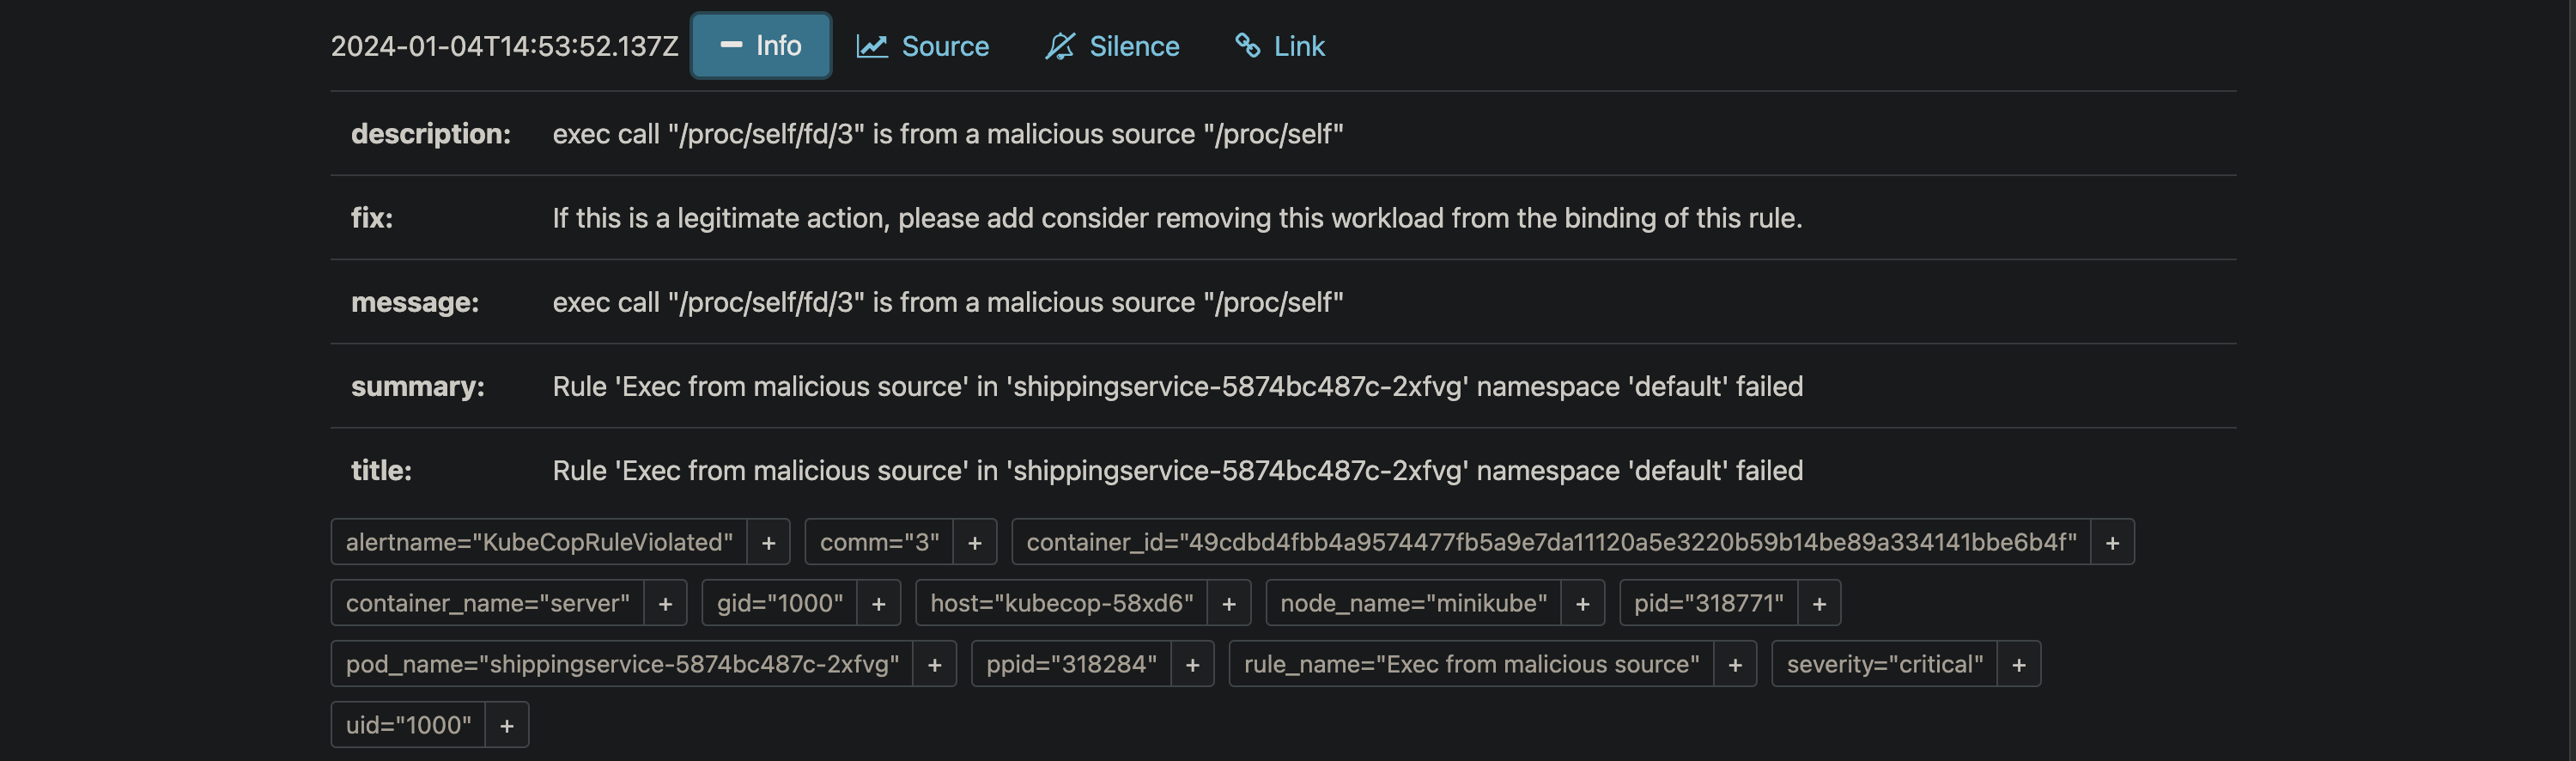 2024-01-04T14:53:52.137Z Info Source Silence Link
description: exec call "/proc/self/fd/3" is from a malicious source "/proc/self"
fix: If this is a legitimate action, please add consider removing this workload from the binding of this rule.
message: exec call "/proc/self/fd/3" is from a malicious source "/proc/self"
summary: Rule 'Exec from malicious source' in 'shippingservice-5874bc487c-2xfvg' namespace 'default' failed
title: Rule 'Exec from malicious source' in 'shippingservice-5874bc487c-2xfvg' namespace 'default' failed
alertname="KubeCopRuleViolated" + comm="3" + container_id="49cdbd4fbb4a9574477fb5a9e7da11120a5e3220b59b14be89a334141bbe6b4f" +
container_name="server" + gid="1000" + host="kubecop-58xd6" + node_name="minikube" + pid="318771" +
pod_name="shippingservice-5874bc487c-2xfvg" + ppid="318284" + rule_name="Exec from malicious source" + severity="critical" +
uid="1000" +